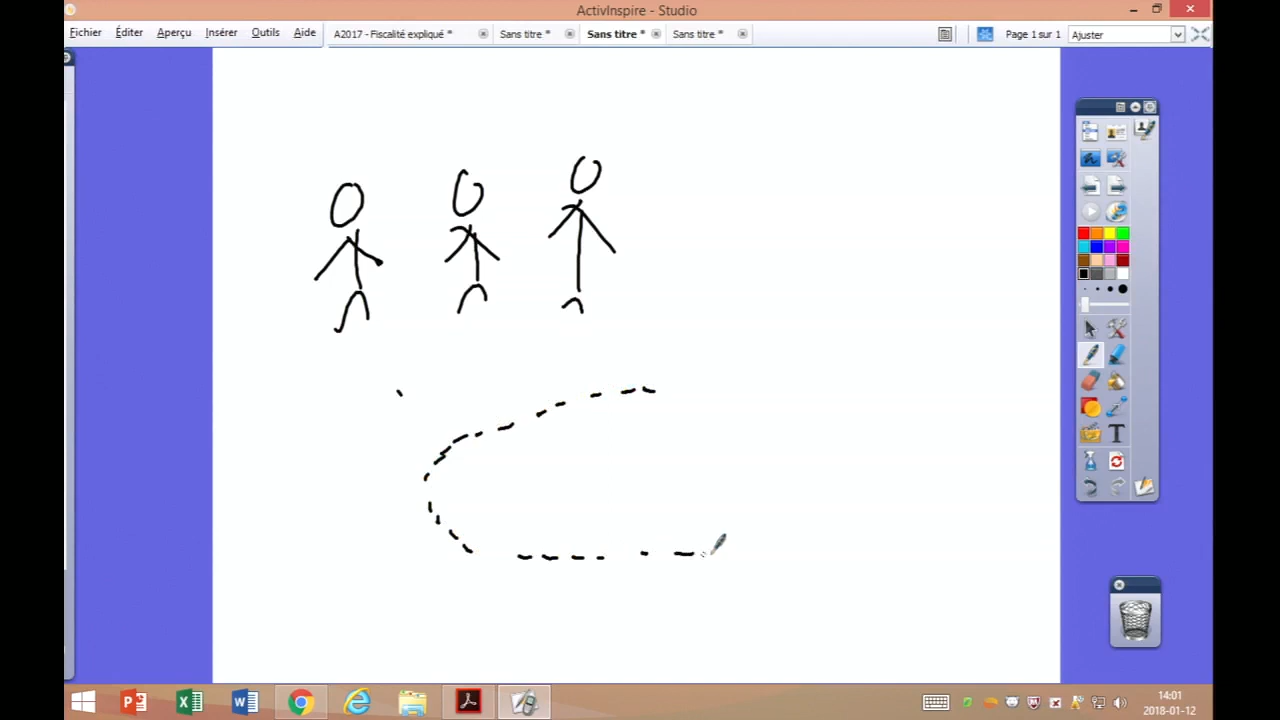 ActivInspire - Studio
Fichier Éditer Aperçu Insérer Outils Aide
A2017 - Fiscalité expliqué * Sans titre * Sans titre * Sans titre * Page 1 sur 1 Ajuster
T
P X W
14:01
2018-01-12